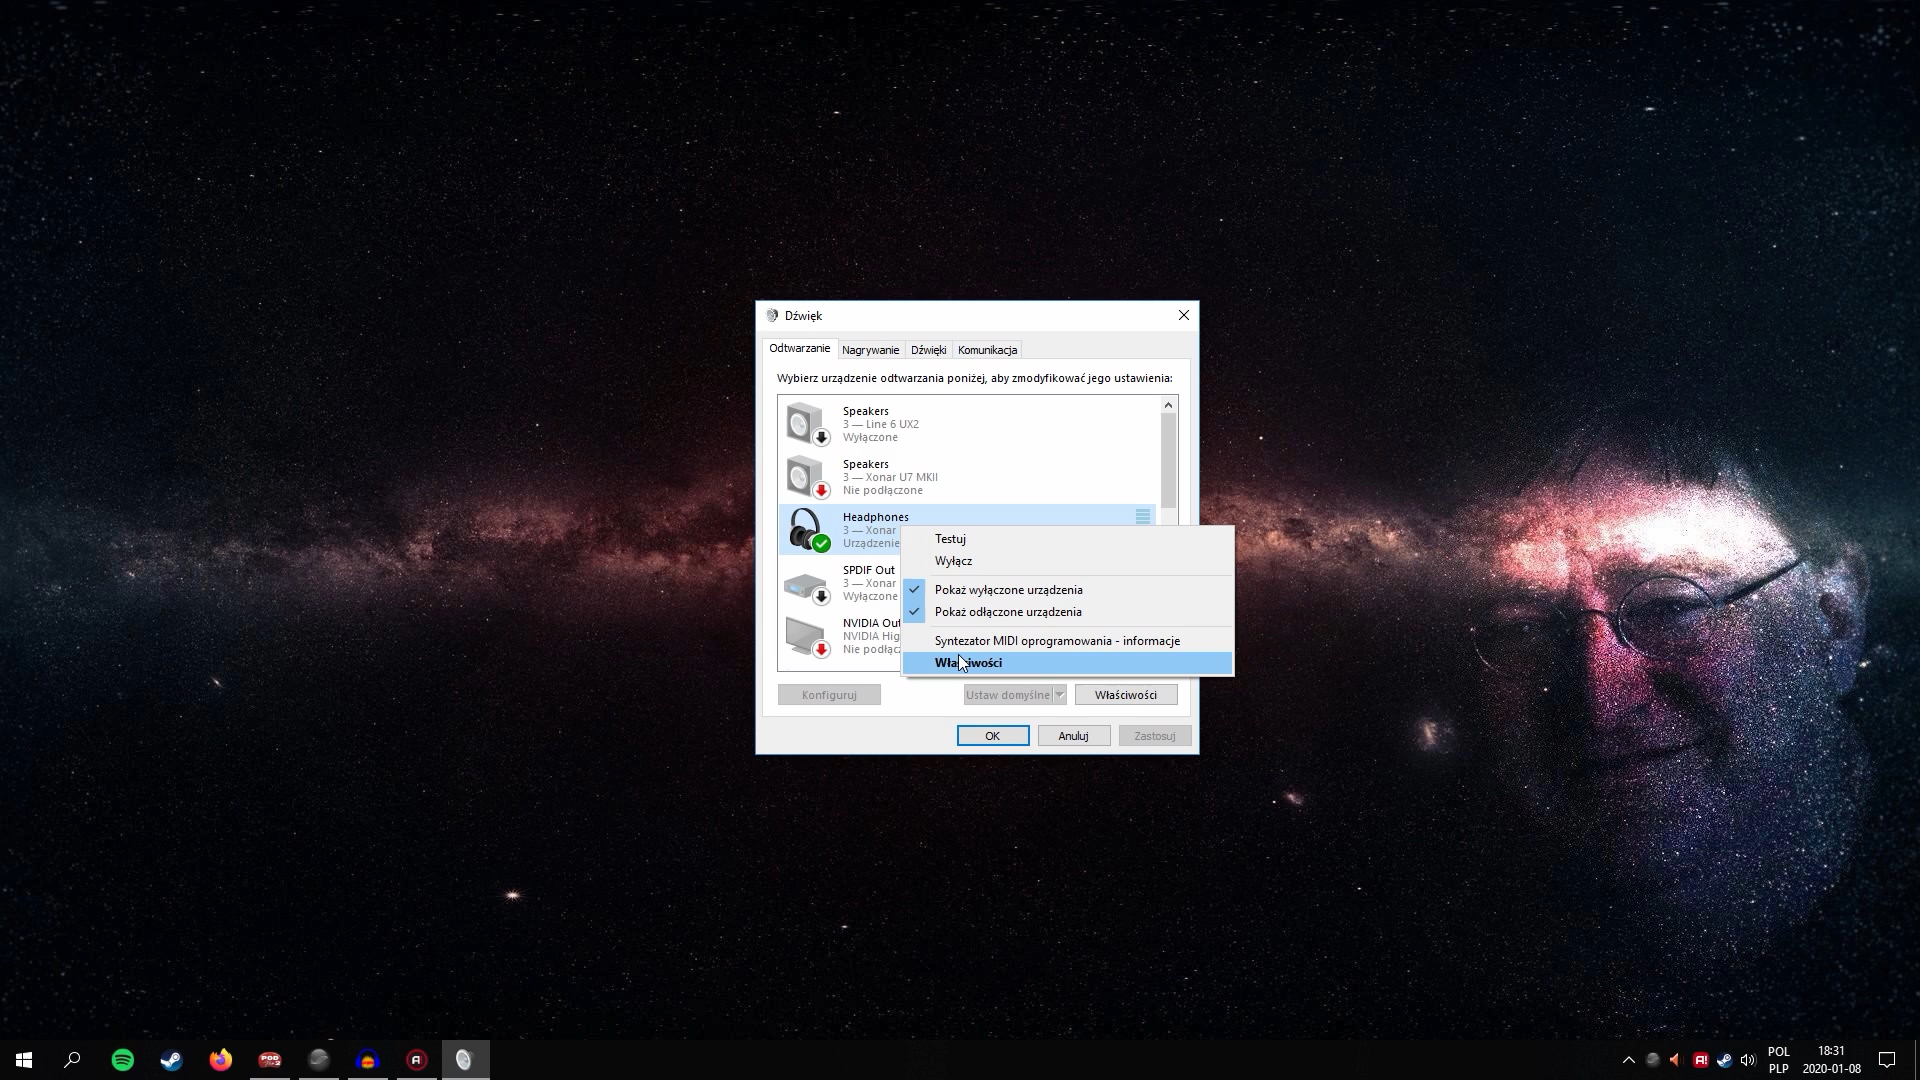 Dźwięk
Odtwarzanie
Nagrywanie
Dźwięki
Komunikacja
Wybierz urządzenie odtwarzania poniżej, aby zmodyfikować jego ustawienia:
Speakers
3 — Line 6 UX2
Wyłączone
Speakers
3 — Xonar U7 MKII
Nie podłączone
Headphones
3 — Xonar
Urządzenie
SPDIF Out
3 — Xonar
Wyłączone
NVIDIA Out
NVIDIA Hig
Nie podłącz
Testuj
Wyłącz
Pokaż wyłączone urządzenia
Pokaż odłączone urządzenia
Syntezator MIDI oprogramowania - informacje
Właściwości
Konfiguruj
Ustaw domyślne
Właściwości
OK
Anuluj
Zastosuj
POD
A
A!
POL
PLP
18:31
2020-01-08